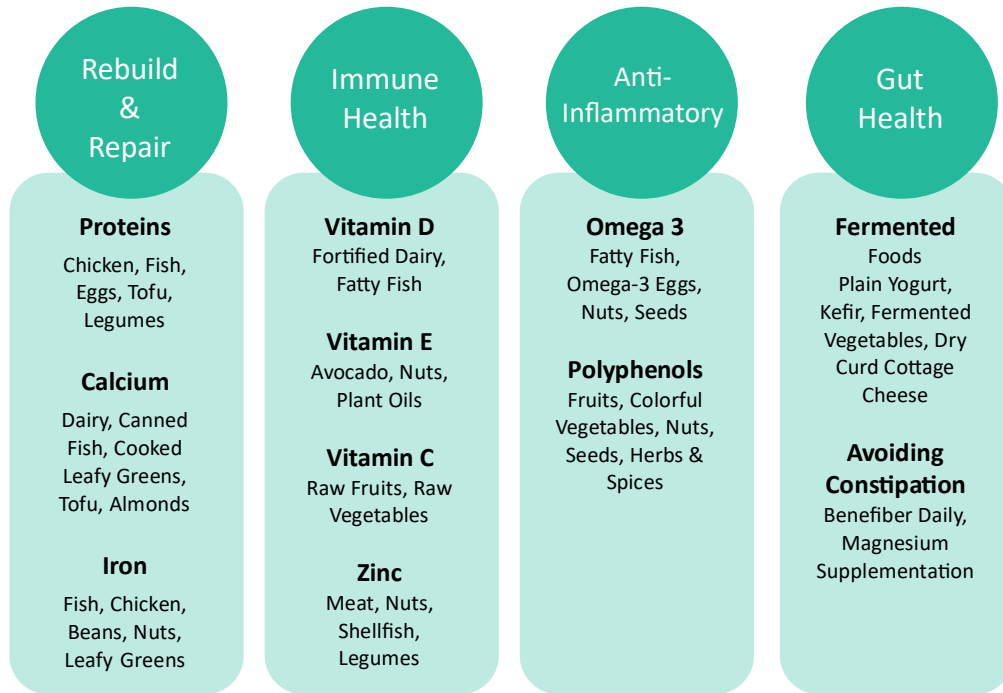 Rebuild
&
Repair
Proteins
Chicken, Fish,
Eggs, Tofu,
Legumes
Calcium
Dairy, Canned
Fish, Cooked
Leafy Greens,
Tofu, Almonds
Iron
Fish, Chicken,
Beans, Nuts,
Leafy Greens
Immune
Health
Vitamin D
Fortified Dairy,
Fatty Fish
Vitamin E
Avocado, Nuts,
Plant Oils
Vitamin C
Raw Fruits, Raw
Vegetables
Zinc
Meat, Nuts,
Shellfish,
Legumes
Anti-
Inflammatory
Omega 3
Fatty Fish,
Omega-3 Eggs,
Nuts, Seeds
Polyphenols
Fruits, Colorful
Vegetables, Nuts,
Seeds, Herbs &
Spices
Gut
Health
Fermented
Foods
Plain Yogurt,
Kefir, Fermented
Vegetables, Dry
Curd Cottage
Cheese
Avoiding
Constipation
Benefiber Daily,
Magnesium
Supplementation